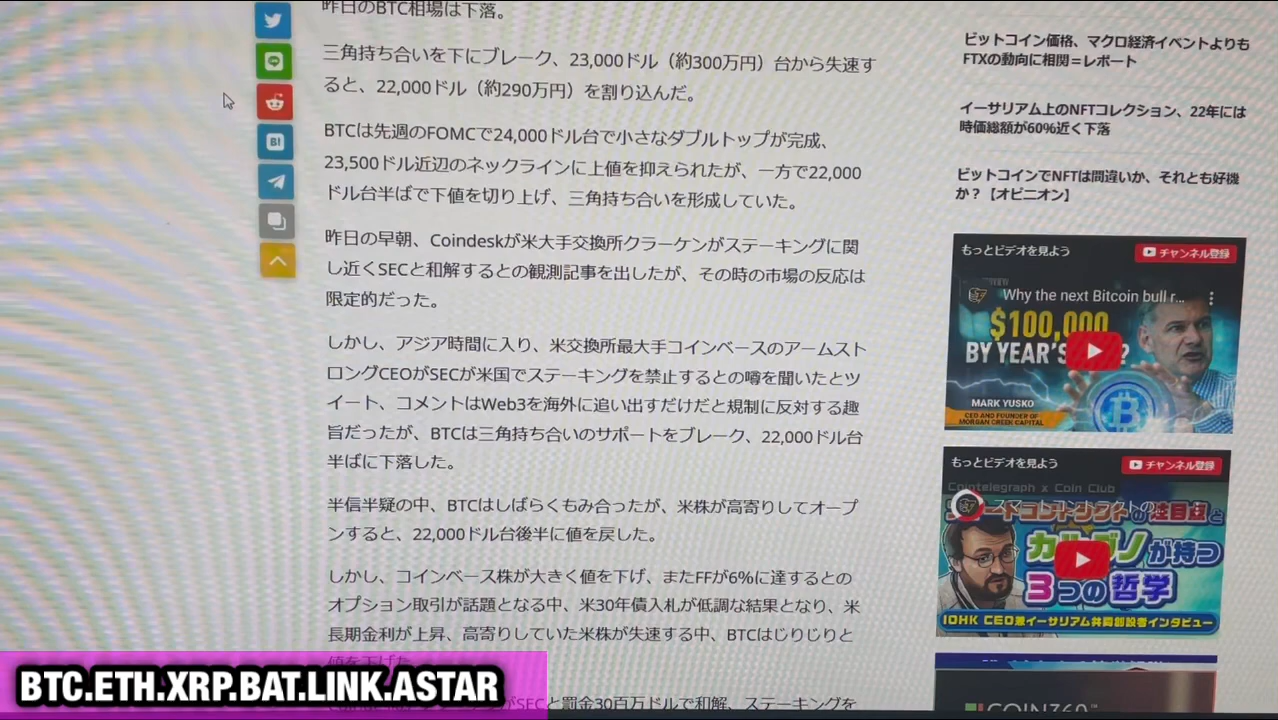 昨日のBTC相場は下落。
三角持ち合いを下にブレーク、23,000ドル（約300万円）台から失速す
ると、22,000ドル（約290万円）を割り込んだ。
BTCは先週のFOMCで24,000ドル台で小さなダブルトップが完成、
23,500ドル近辺のネックラインに上値を抑えられたが、一方で22,000
ドル台半ばで下値を切り上げ、三角持ち合いを形成していた。
昨日の早朝、Coindeskが米大手交換所クラーケンがステーキングに関
し近くSECと和解するとの観測記事を出したが、その時の市場の反応は
限定的だった。
しかし、アジア時間に入り、米交換所最大手コインベースのアームスト
ロングCEOがSECが米国でステーキングを禁止するとの噂を聞いたとツ
イート、コメントはWeb3を海外に追い出すだけだと規制に反対する趣
旨だったが、BTCは三角持ち合いのサポートをブレーク、22,000ドル台
半ばに下落した。
半信半疑の中、BTCはしばらくもみ合ったが、米株が高寄りしてオープ
ンすると、22,000ドル台後半に値を戻した。
しかし、コインベース株が大きく値を下げ、またFFが6%に達するとの
オプション取引が話題となる中、米30年債入札が低調な結果となり、米
長期金利が上昇、高寄りしていた米株が失速する中、BTCはじりじりと
値を下げた
がSECと罰金30百万ドルで和解、ステーキングを
BTC.ETH.XRP.BAT.LINK.ASTAR
ビットコイン価格、マクロ経済イベントよりも
FTXの動向に相関＝レポート
イーサリアム上のNFTコレクション、22年には
時価総額が60%近く下落
ビットコインでNFTは間違いか、それとも好機
か？【オピニオン】
もっとビデオを見よう
チャンネル登録
Why the next Bitcoin bull r...
$100,000
BY YEAR'S ?
MARK YUSKO
CEO AND FOUNDER OF
MORGAN CREEK CAPITAL
もっとビデオを見よう
チャンネル登録
Cointelegraph x Coin Club
の注目点と
カルダノが持つ
3つの哲学
IOHK CEO兼イーサリアム共同創設者インタビュー
COIN360